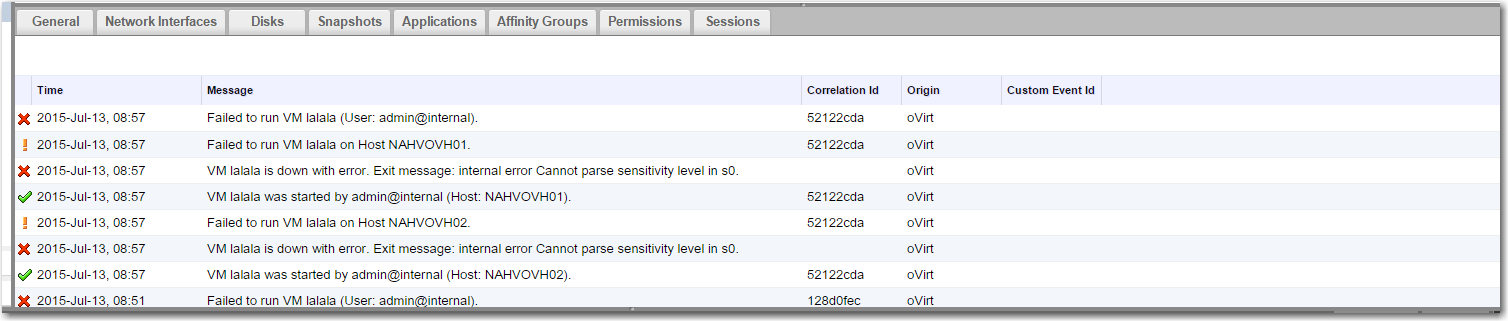 General Network Interfaces Disks Snapshots Applications Affinity Groups Permissions Sessions
Time Message Correlation Id Origin Custom Event Id
2015-Jul-13, 08:57 Failed to run VM lalala (User: admin@internal). 52122cda oVirt
2015-Jul-13, 08:57 Failed to run VM lalala on Host NAHVOVH01. 52122cda oVirt
2015-Jul-13, 08:57 VM lalala is down with error. Exit message: internal error Cannot parse sensitivity level in s0. oVirt
2015-Jul-13, 08:57 VM lalala was started by admin@internal (Host: NAHVOVH01). 52122cda oVirt
2015-Jul-13, 08:57 Failed to run VM lalala on Host NAHVOVH02. 52122cda oVirt
2015-Jul-13, 08:57 VM lalala is down with error. Exit message: internal error Cannot parse sensitivity level in s0. oVirt
2015-Jul-13, 08:57 VM lalala was started by admin@internal (Host: NAHVOVH02). 52122cda oVirt
2015-Jul-13, 08:51 Failed to run VM lalala (User: admin@internal). 128d0fec oVirt